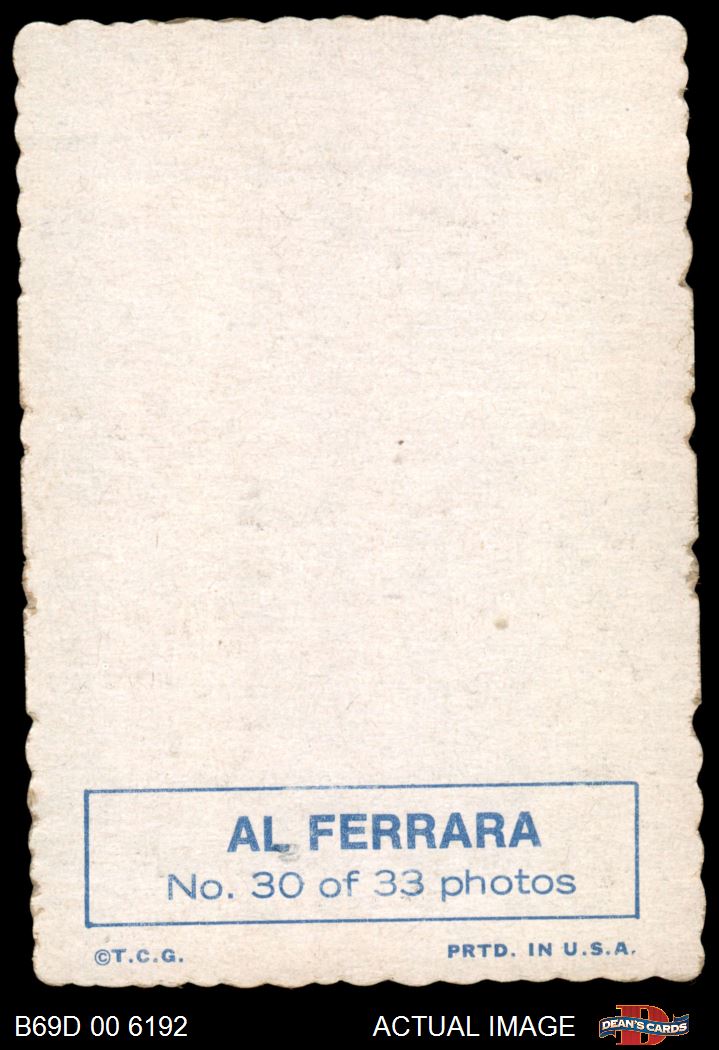 AL FERRARA
No. 30 of 33 photos
©T.C.G.
PRTD. IN U.S.A.
B69D 00 6192
ACTUAL IMAGE
D
DEAN'S CARDS